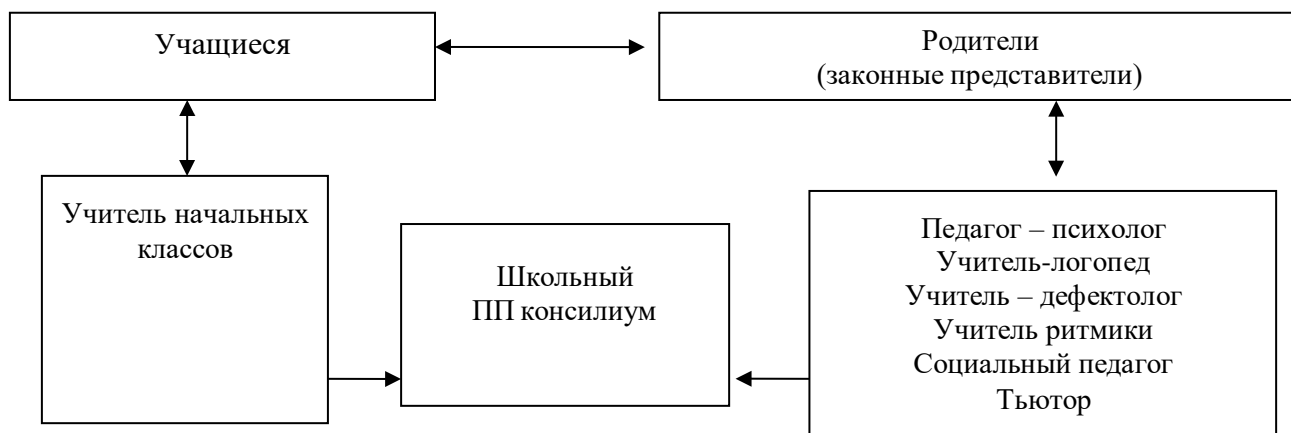 Учащиеся
Родители
(законные представители)
Учитель начальных
классов
Школьный
ПП консилиум
Педагог – психолог
Учитель-логопед
Учитель – дефектолог
Учитель ритмики
Социальный педагог
Тьютор